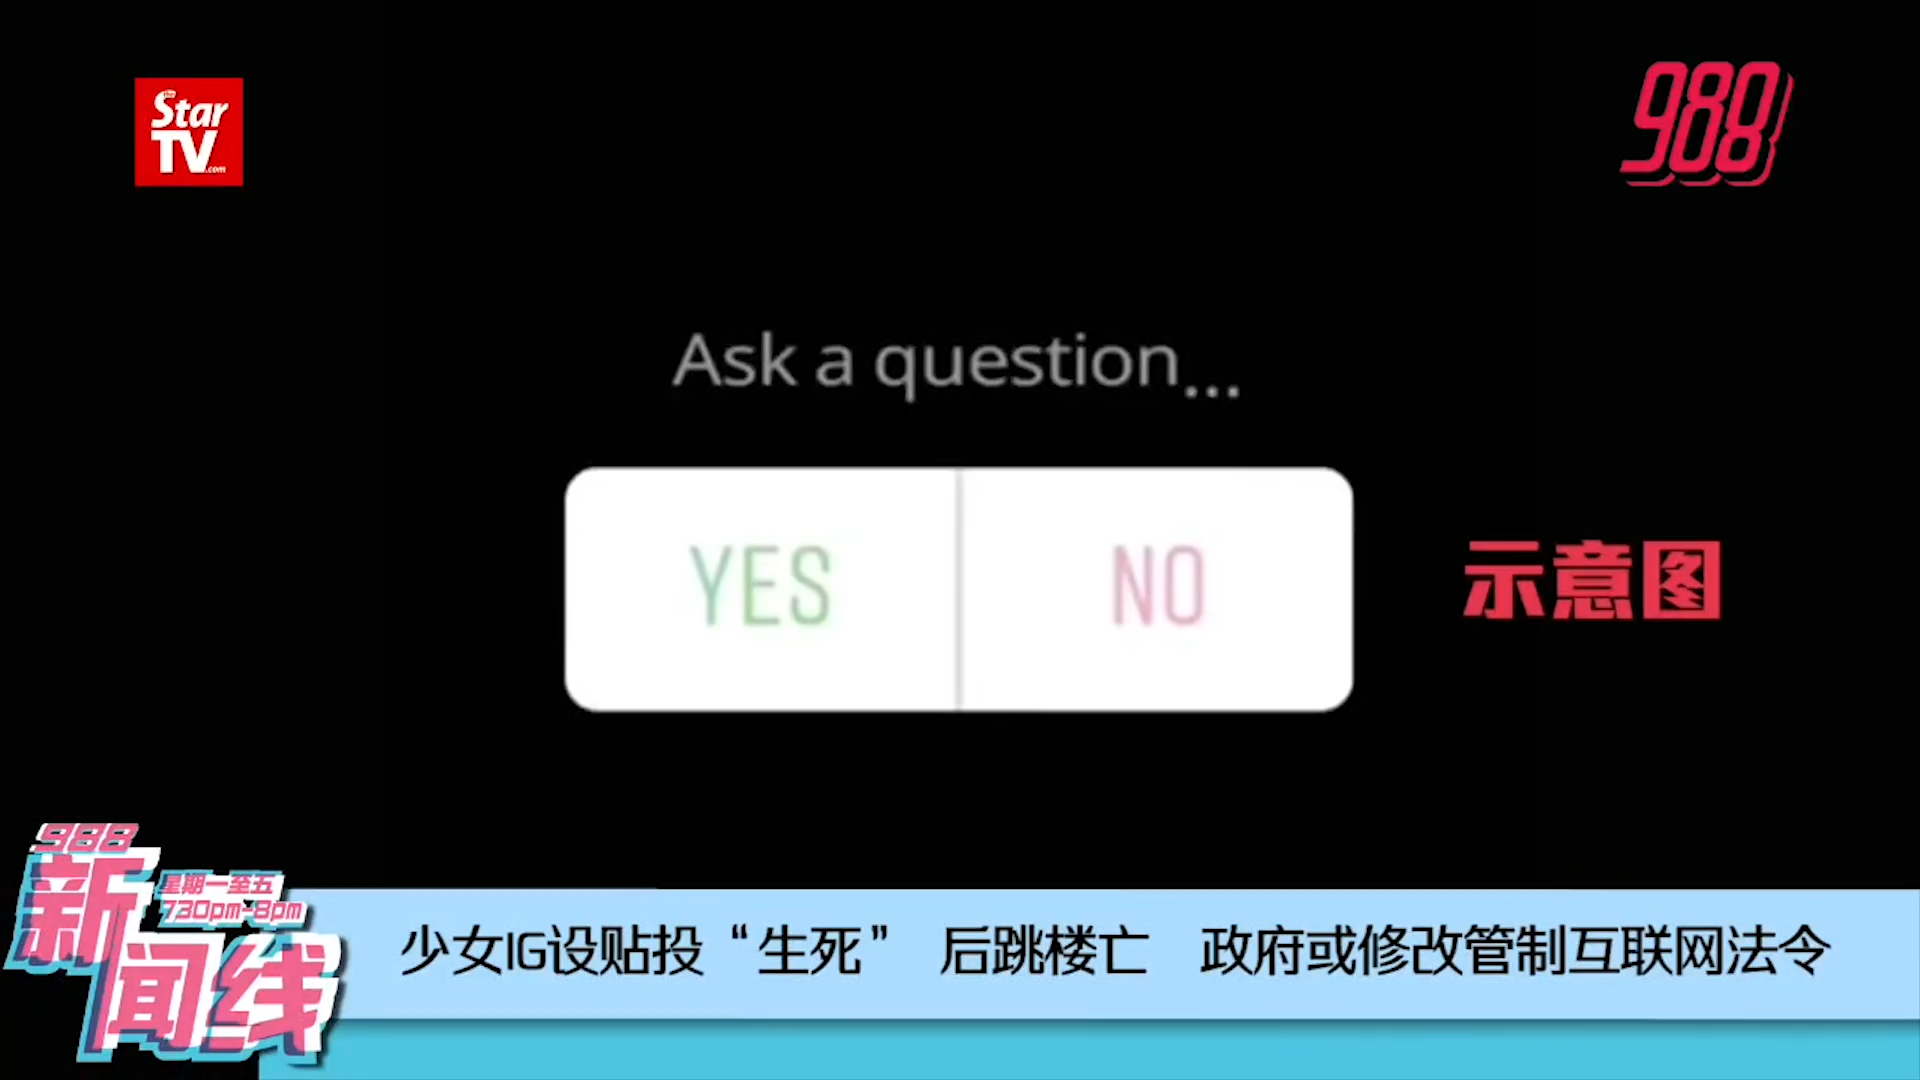 The Star
TV.com
988
Ask a question...
YES
NO
示意图
988
新闻线
星期一至五
730pm-8pm
少女IG设贴投“生死” 后跳楼亡 政府或修改管制互联网法令